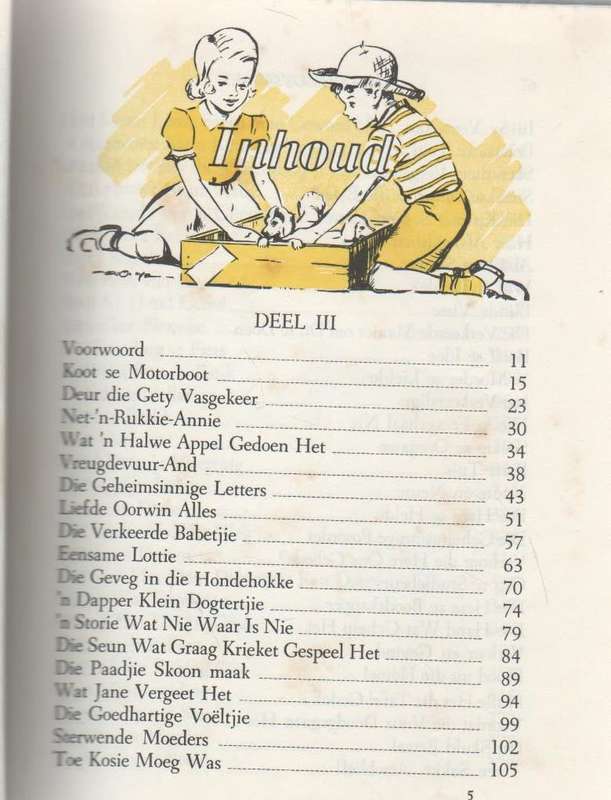 Inhoud
DEEL III
Voorwoord 11
Koot se Motorboot 15
Deur die Gety Vasgekeer 23
Net-'n-Rukkie-Annie 30
Wat 'n Halwe Appel Gedoen Het 34
Vreugdevuur-And 38
Die Geheimsinnige Letters 43
Liefde Oorwin Alles 51
Die Verkeerde Babetjie 57
Eensame Lottie 63
Die Geveg in die Hondehokke 70
'n Dapper Klein Dogtertjie 74
'n Storie Wat Nie Waar Is Nie 79
Die Seun Wat Graag Krieket Gespeel Het 84
Die Paadjie Skoon maak 89
Wat Jane Vergeet Het 94
Die Goedhartige Voëltjie 99
Sterwende Moeders 102
Toe Kosie Moeg Was 105
5